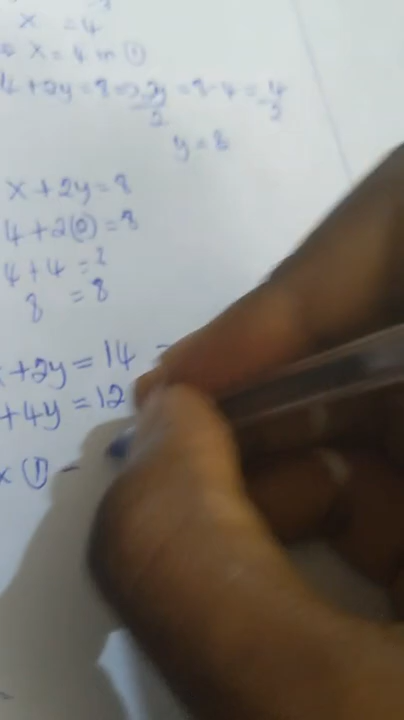 x = 4
x = 4 in ①
4 + 2y = 8 => 2y/2 = 8 - 4 = 4/2
y = 2
x + 2y = 8
4 + 2(2) = 8
4 + 4 = 8
8 = 8
x + 2y = 14
+ 4y = 12
x ① -